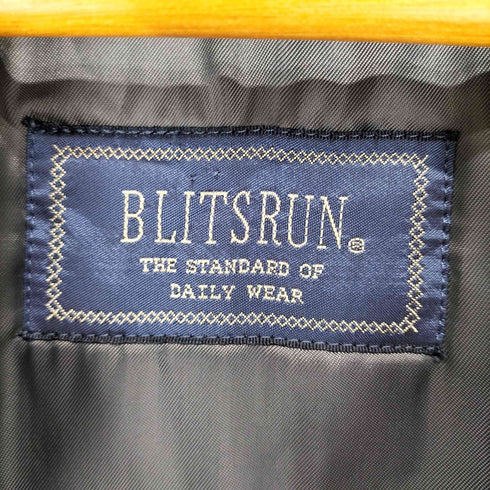 BLITSRUN®
THE STANDARD OF
DAILY WEAR